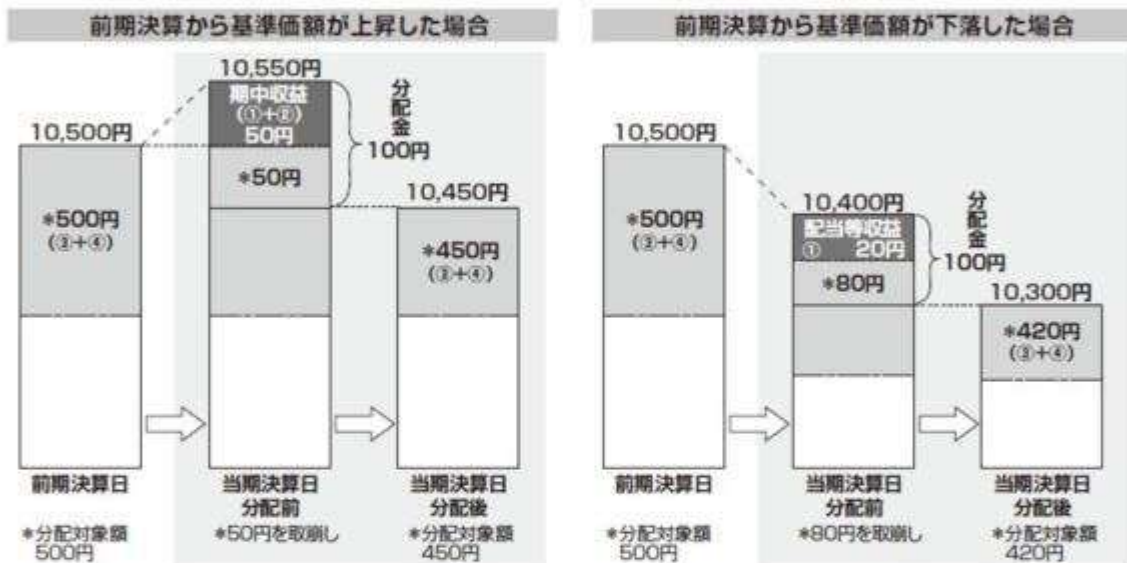 前期決算から基準価額が上昇した場合
10,550円
期中収益
(①+②)
50円
分配金
100円
10,500円
*50円
10,450円
*500円
(③+④)
*450円
(③+④)
前期決算日
当期決算日
分配前
当期決算日
分配後
*分配対象額
500円
*50円を取崩し
*分配対象額
450円
前期決算から基準価額が下落した場合
10,500円
10,400円
配当等収益
① 20円
分配金
100円
*500円
(③+④)
*80円
10,300円
*420円
(③+④)
前期決算日
当期決算日
分配前
当期決算日
分配後
*分配対象額
500円
*80円を取崩し
*分配対象額
420円